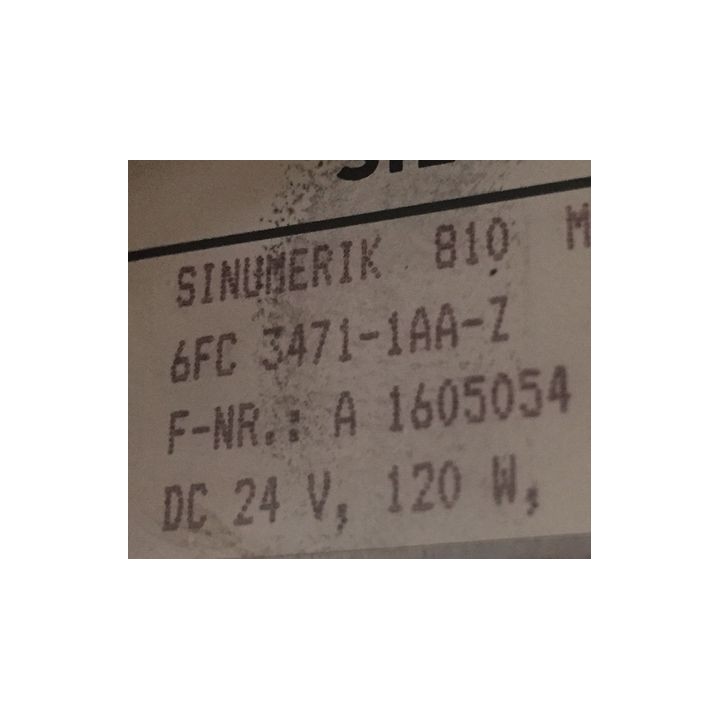 SINUMERIK 810 M
6FC 3471-1AA-Z
F-NR.: A 1605054
DC 24 V, 120 W,